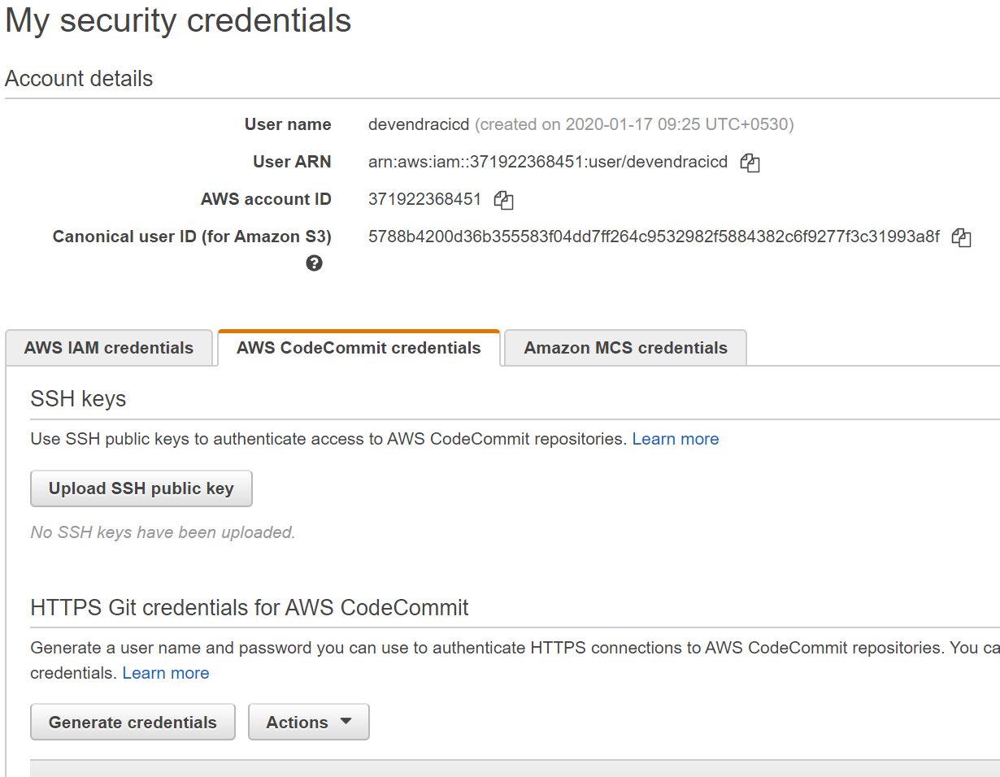 My security credentials
Account details
User name devendracicd (created on 2020-01-17 09:25 UTC+0530)
User ARN arn:aws:iam::371922368451:user/devendracicd
AWS account ID 371922368451
Canonical user ID (for Amazon S3) 5788b4200d36b355583f04dd7ff264c9532982f5884382c6f9277f3c31993a8f
?
AWS IAM credentials AWS CodeCommit credentials Amazon MCS credentials
SSH keys
Use SSH public keys to authenticate access to AWS CodeCommit repositories. Learn more
Upload SSH public key
No SSH keys have been uploaded.
HTTPS Git credentials for AWS CodeCommit
Generate a user name and password you can use to authenticate HTTPS connections to AWS CodeCommit repositories. You ca
credentials. Learn more
Generate credentials Actions